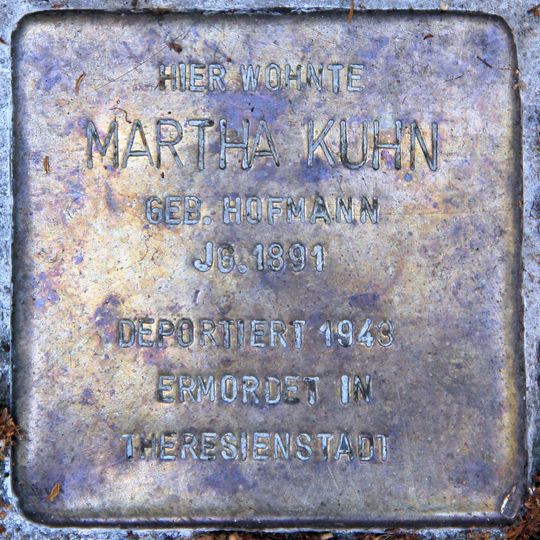 HIER WOHNTE
MARTHA KUHN
GEB. HOFMANN
JG. 1891
DEPORTIERT 1943
ERMORDET IN
THERESIENSTADT